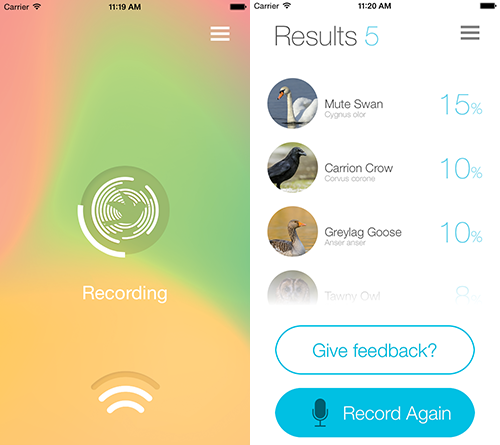 Carrier 11:19 AM
Recording
Carrier 11:20 AM
Results 5
Mute Swan
Cygnus olor
15%
Carrion Crow
Corvus corone
10%
Greylag Goose
Anser anser
10%
Tawny Owl
8
Give feedback?
Record Again